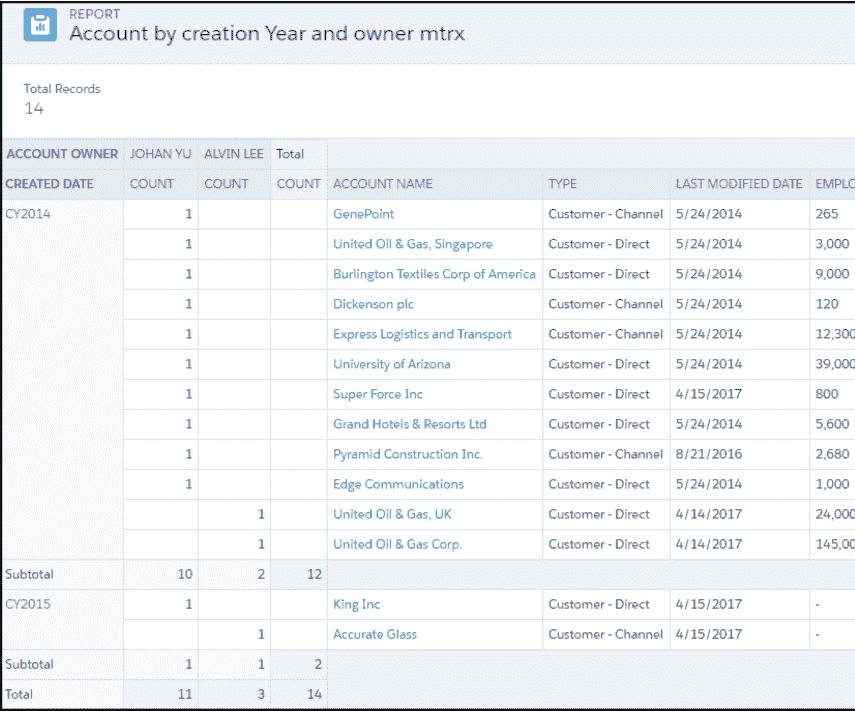 REPORT
Account by creation Year and owner mtrx
Total Records
14
ACCOUNT OWNER JOHAN YU ALVIN LEE Total
CREATED DATE COUNT COUNT COUNT ACCOUNT NAME TYPE LAST MODIFIED DATE EMPLO
CY2014 1 GenePoint Customer - Channel 5/24/2014 265
1 United Oil & Gas, Singapore Customer - Direct 5/24/2014 3,000
1 Burlington Textiles Corp of America Customer - Direct 5/24/2014 9,000
1 Dickenson plc Customer - Channel 5/24/2014 120
1 Express Logistics and Transport Customer - Channel 5/24/2014 12,300
1 University of Arizona Customer - Direct 5/24/2014 39,000
1 Super Force Inc Customer - Direct 4/15/2017 800
1 Grand Hotels & Resorts Ltd Customer - Direct 5/24/2014 5,600
1 Pyramid Construction Inc. Customer - Channel 8/21/2016 2,680
1 Edge Communications Customer - Direct 5/24/2014 1,000
1 United Oil & Gas, UK Customer - Direct 4/14/2017 24,000
1 United Oil & Gas Corp. Customer - Direct 4/14/2017 145,00
Subtotal 10 2 12
CY2015 1 King Inc Customer - Direct 4/15/2017 -
1 Accurate Glass Customer - Channel 4/15/2017 -
Subtotal 1 1 2
Total 11 3 14